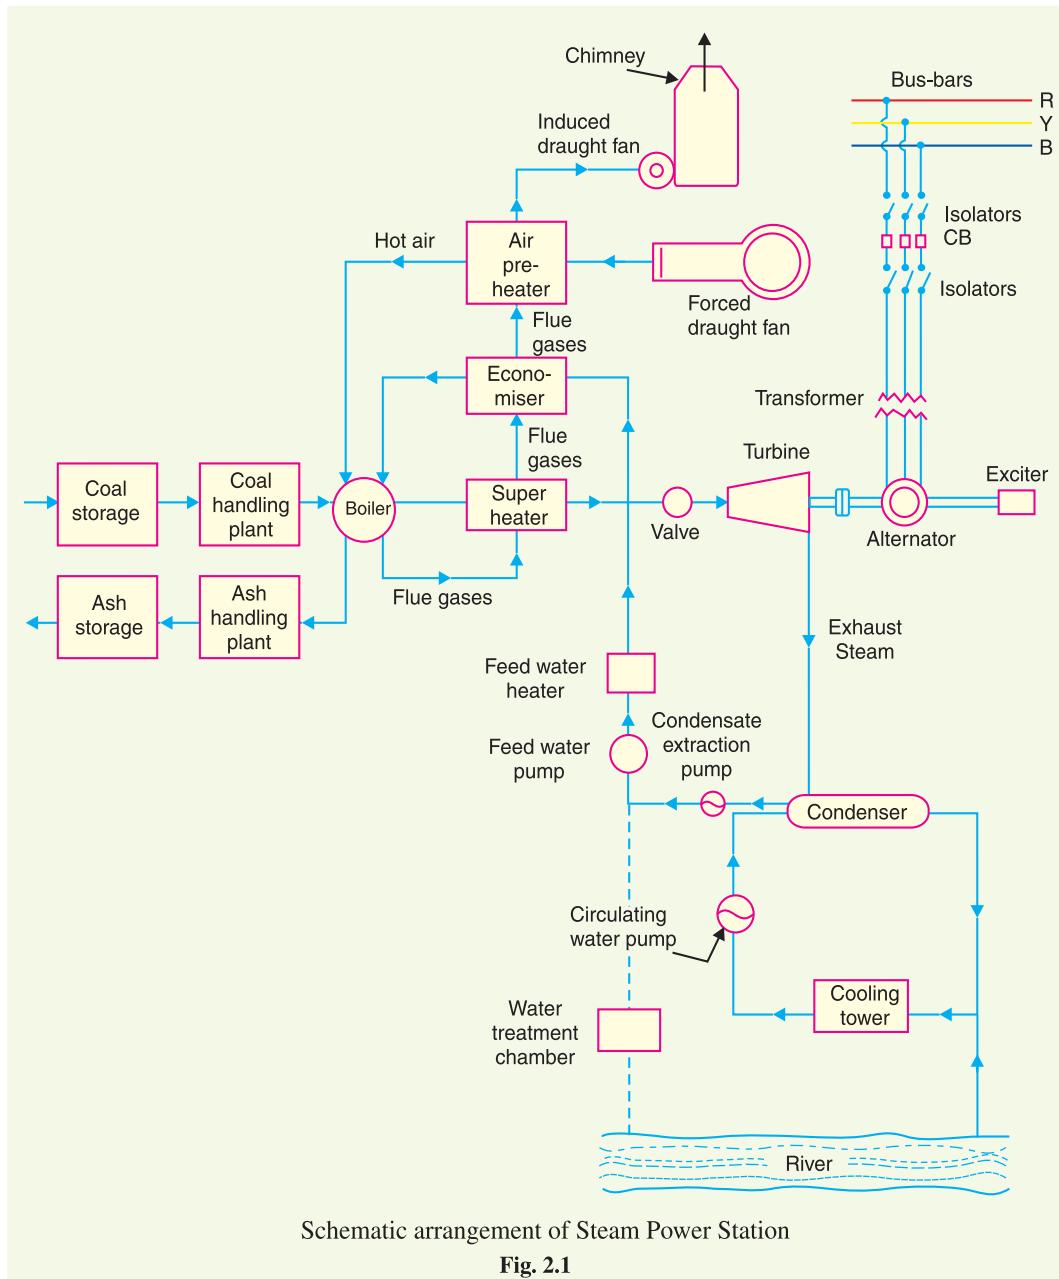 Chimney
Bus-bars
R
Y
B
Induced
draught fan
Isolators
CB
Hot air
Air
pre-
heater
Isolators
Forced
draught fan
Flue
gases
Econo-
miser
Transformer
Flue
gases
Turbine
Coal
storage
Coal
handling
plant
Boiler
Super
heater
Valve
Exciter
Alternator
Ash
storage
Ash
handling
plant
Flue gases
Exhaust
Steam
Feed water
heater
Feed water
pump
Condensate
extraction
pump
Condenser
Circulating
water pump
Cooling
tower
Water
treatment
chamber
River
Schematic arrangement of Steam Power Station
Fig. 2.1